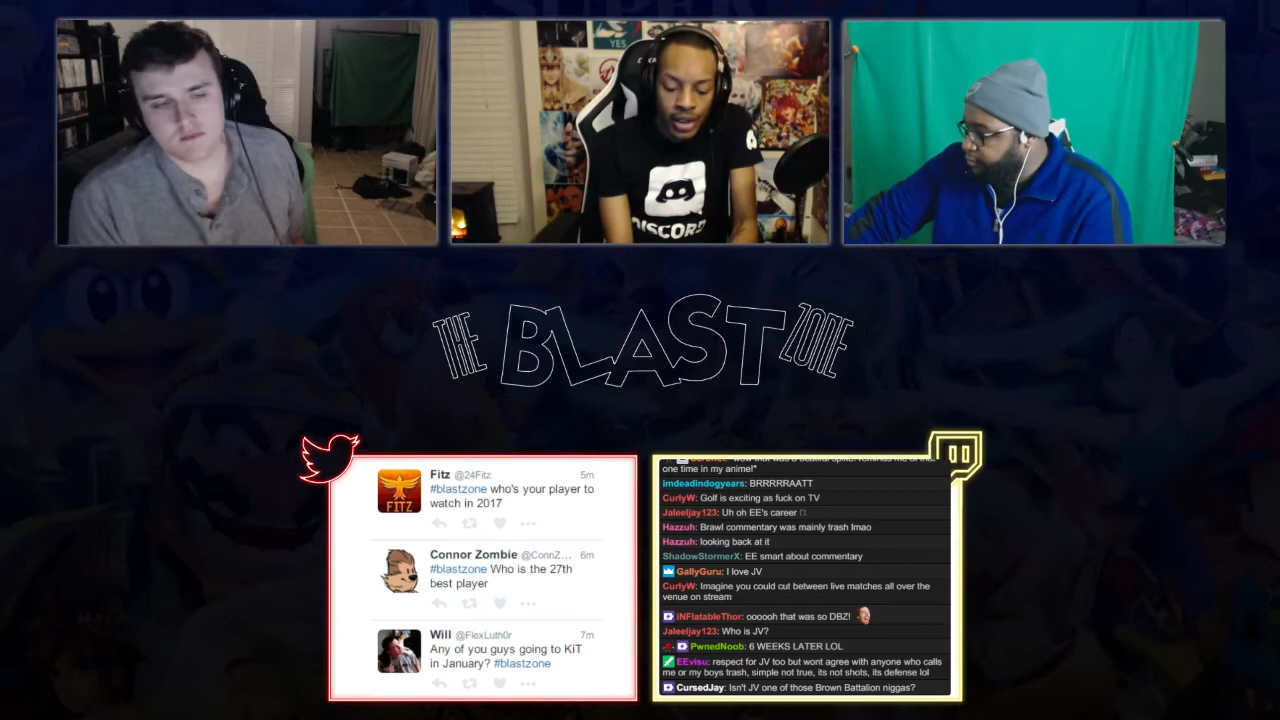 YES
DISCORD
THE BLAST ZONE
Fitz @24Fitz 5m
#blastzone who's your player to
watch in 2017
FITZ
Connor Zombie @ConnZ... 6m
#blastzone Who is the 27th
best player
Will @FlexLuth0r 7m
Any of you guys going to KiT
in January? #blastzone
one time in my anime!"
imdeadindogyears: BRRRRRAATT
CurlyW: Golf is exciting as fuck on TV
Jaleeljay123: Uh oh EE's career
Hazzuh: Brawl commentary was mainly trash lmao
Hazzuh: looking back at it
ShadowStormerX: EE smart about commentary
GallyGuru: I love JV
CurlyW: Imagine you could cut between live matches all over the
venue on stream
iNFlatableThor: oooooh that was so DBZ!
Jaleeljay123: Who is JV?
PwnedNoob: 6 WEEKS LATER LOL
EEvisu: respect for JV too but wont agree with anyone who calls
me or my boys trash, simple not true, its not shots, its defense lol
CursedJay: Isn't JV one of those Brown Battalion niggas?